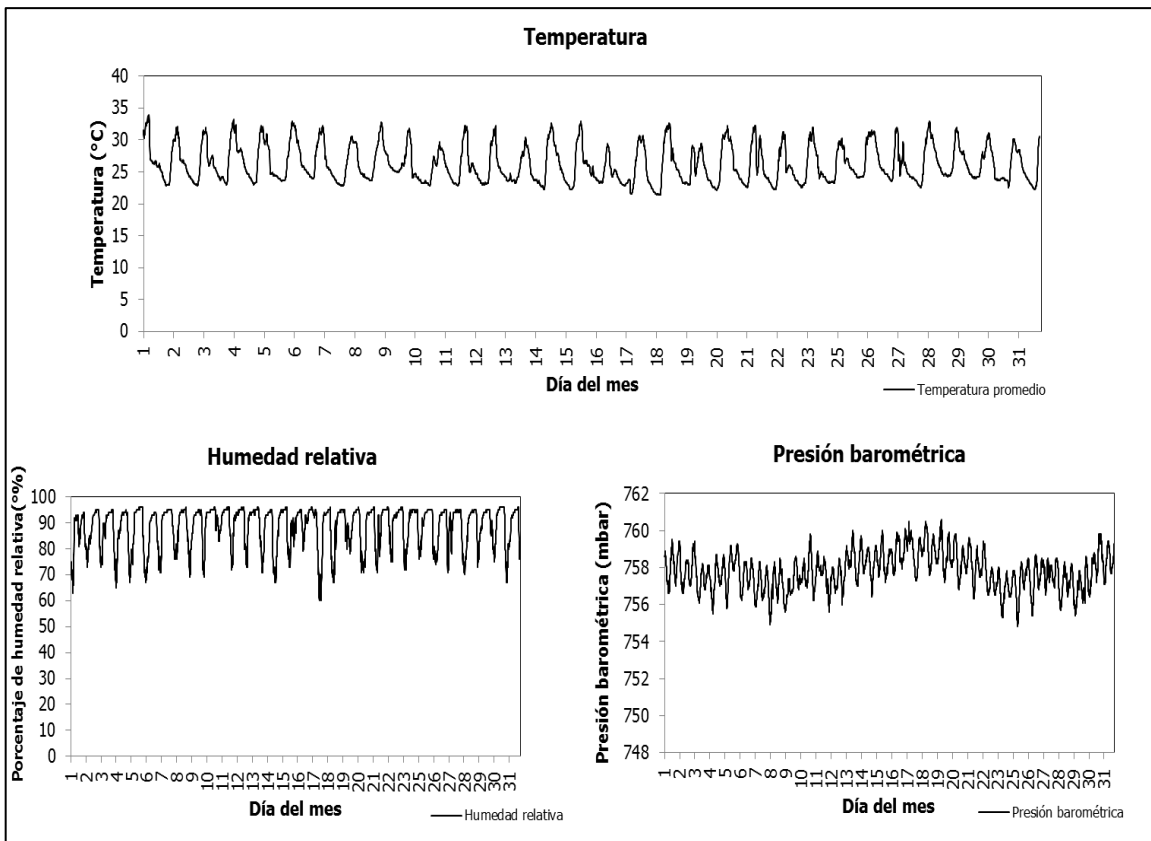 Temperatura
Temperatura (°C)
40
35
30
25
20
15
10
5
0
1 2 3 4 5 6 7 8 9 10 11 12 13 14 15 16 17 18 19 20 21 22 23 24 25 26 27 28 29 30 31
Día del mes
Temperatura promedio
Humedad relativa
Porcentaje de humedad relativa(°%)
100
90
80
70
60
50
40
30
20
10
0
1 2 3 4 5 6 7 8 9 10 11 12 13 14 15 16 17 18 19 20 21 22 23 24 25 26 27 28 29 30 31
Día del mes
Humedad relativa
Presión barométrica
Presión barométrica (mbar)
762
760
758
756
754
752
750
748
1 2 3 4 5 6 7 8 9 10 11 12 13 14 15 16 17 18 19 20 21 22 23 24 25 26 27 28 29 30 31
Día del mes
Presión barométrica